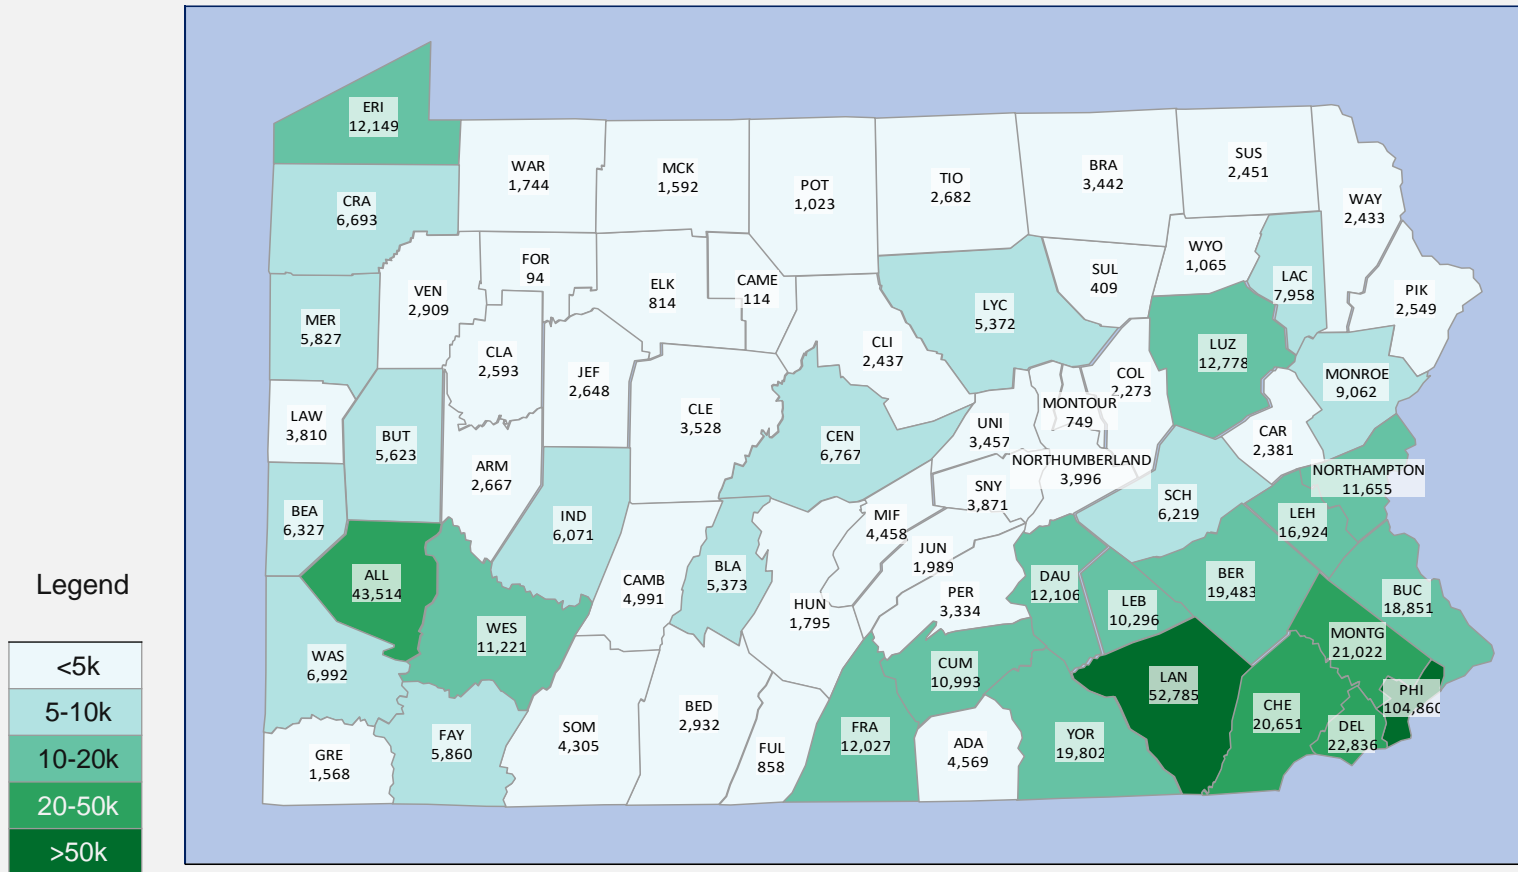 ERI
12,149
WAR
1,744
MCK
1,592
POT
1,023
TIO
2,682
BRA
3,442
SUS
2,451
WAY
2,433
CRA
6,693
WYO
1,065
FOR
94
ELK
814
CAME
114
SUL
409
LAC
7,958
PIK
2,549
VEN
2,909
LYC
5,372
MER
5,827
CLA
2,593
CLI
2,437
LUZ
12,778
JEF
2,648
COL
2,273
MONROE
9,062
LAW
3,810
CLE
3,528
MONTOUR
749
BUT
5,623
CEN
6,767
UNI
3,457
CAR
2,381
ARM
2,667
NORTHUMBERLAND
3,996
NORTHAMPTON
11,655
SNY
3,871
SCH
6,219
BEA
6,327
IND
6,071
MIF
4,458
LEH
16,924
JUN
1,989
Legend
ALL
43,514
CAMB
4,991
BLA
5,373
DAU
12,106
BER
19,483
BUC
18,851
PER
3,334
LEB
10,296
HUN
1,795
WES
11,221
MONTG
21,022
WAS
6,992
CUM
10,993
LAN
52,785
PHI
104,860
CHE
20,651
BED
2,932
DEL
22,836
SOM
4,305
FRA
12,027
YOR
19,802
FAY
5,860
ADA
4,569
GRE
1,568
FUL
858
<5k
5-10k
10-20k
20-50k
>50k